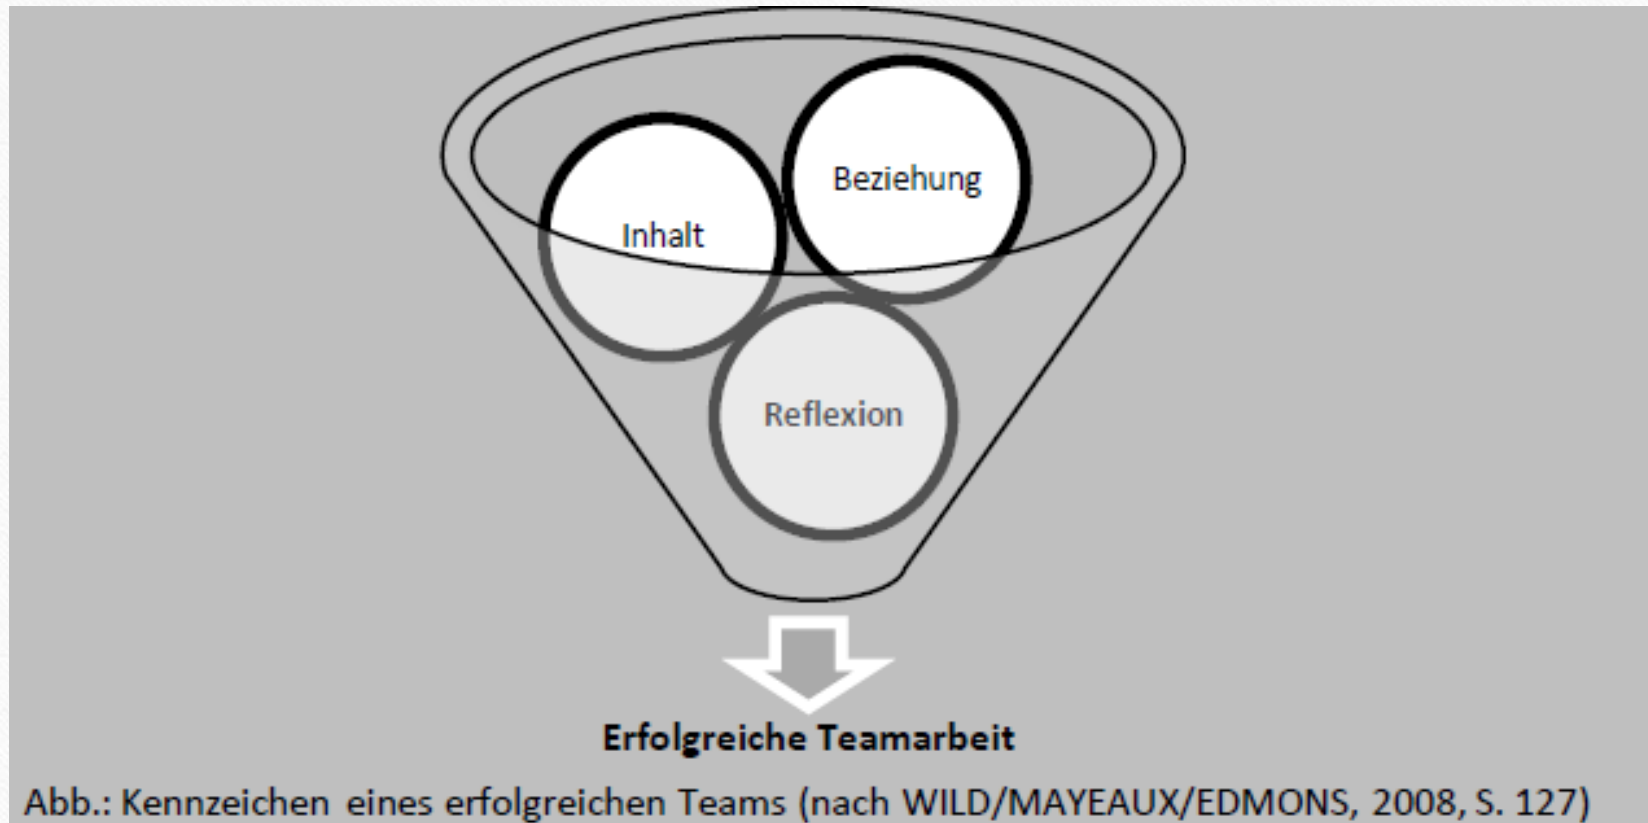 Beziehung
Inhalt
Reflexion
Erfolgreiche Teamarbeit
Abb.: Kennzeichen eines erfolgreichen Teams (nach WILD/MAYEAUX/EDMONS, 2008, S. 127)